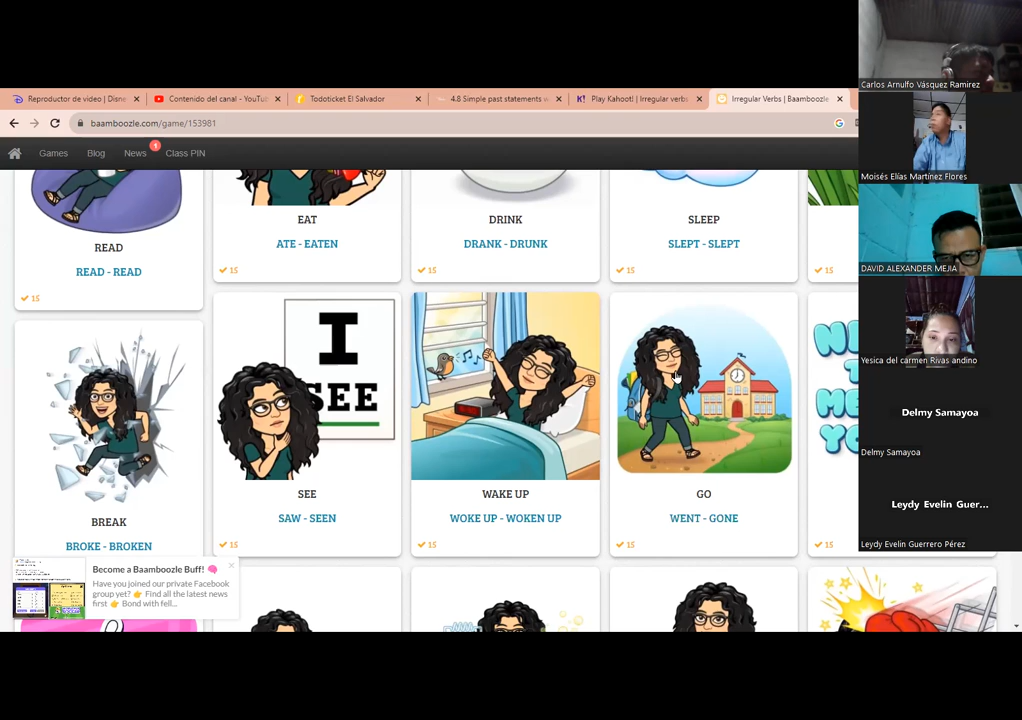 Reproductor de video | Disne
Contenido del canal - YouTu
Todoticket El Salvador
4.8 Simple past statements w
Play Kahoot! | Irregular verbs
Irregular Verbs | Baamboozle
baamboozle.com/game/153981
Games
Blog
News
1
Class PIN
READ
READ - READ
15
EAT
ATE - EATEN
15
DRINK
DRANK - DRUNK
15
SLEEP
SLEPT - SLEPT
15
15
BREAK
BROKE - BROKEN
I
SEE
SEE
SAW - SEEN
15
WAKE UP
WOKE UP - WOKEN UP
15
GO
WENT - GONE
15
15
Become a Baamboozle Buff!
Have you joined our private Facebook
group yet? 👉 Find all the latest news
first 👉 Bond with fell...
Carlos Arnulfo Vásquez Ramirez
Moisés Elías Martínez Flores
DAVID ALEXANDER MEJIA
Yesica del carmen Rivas andino
Delmy Samayoa
Delmy Samayoa
Leydy Evelin Guer...
Leydy Evelin Guerrero Pérez